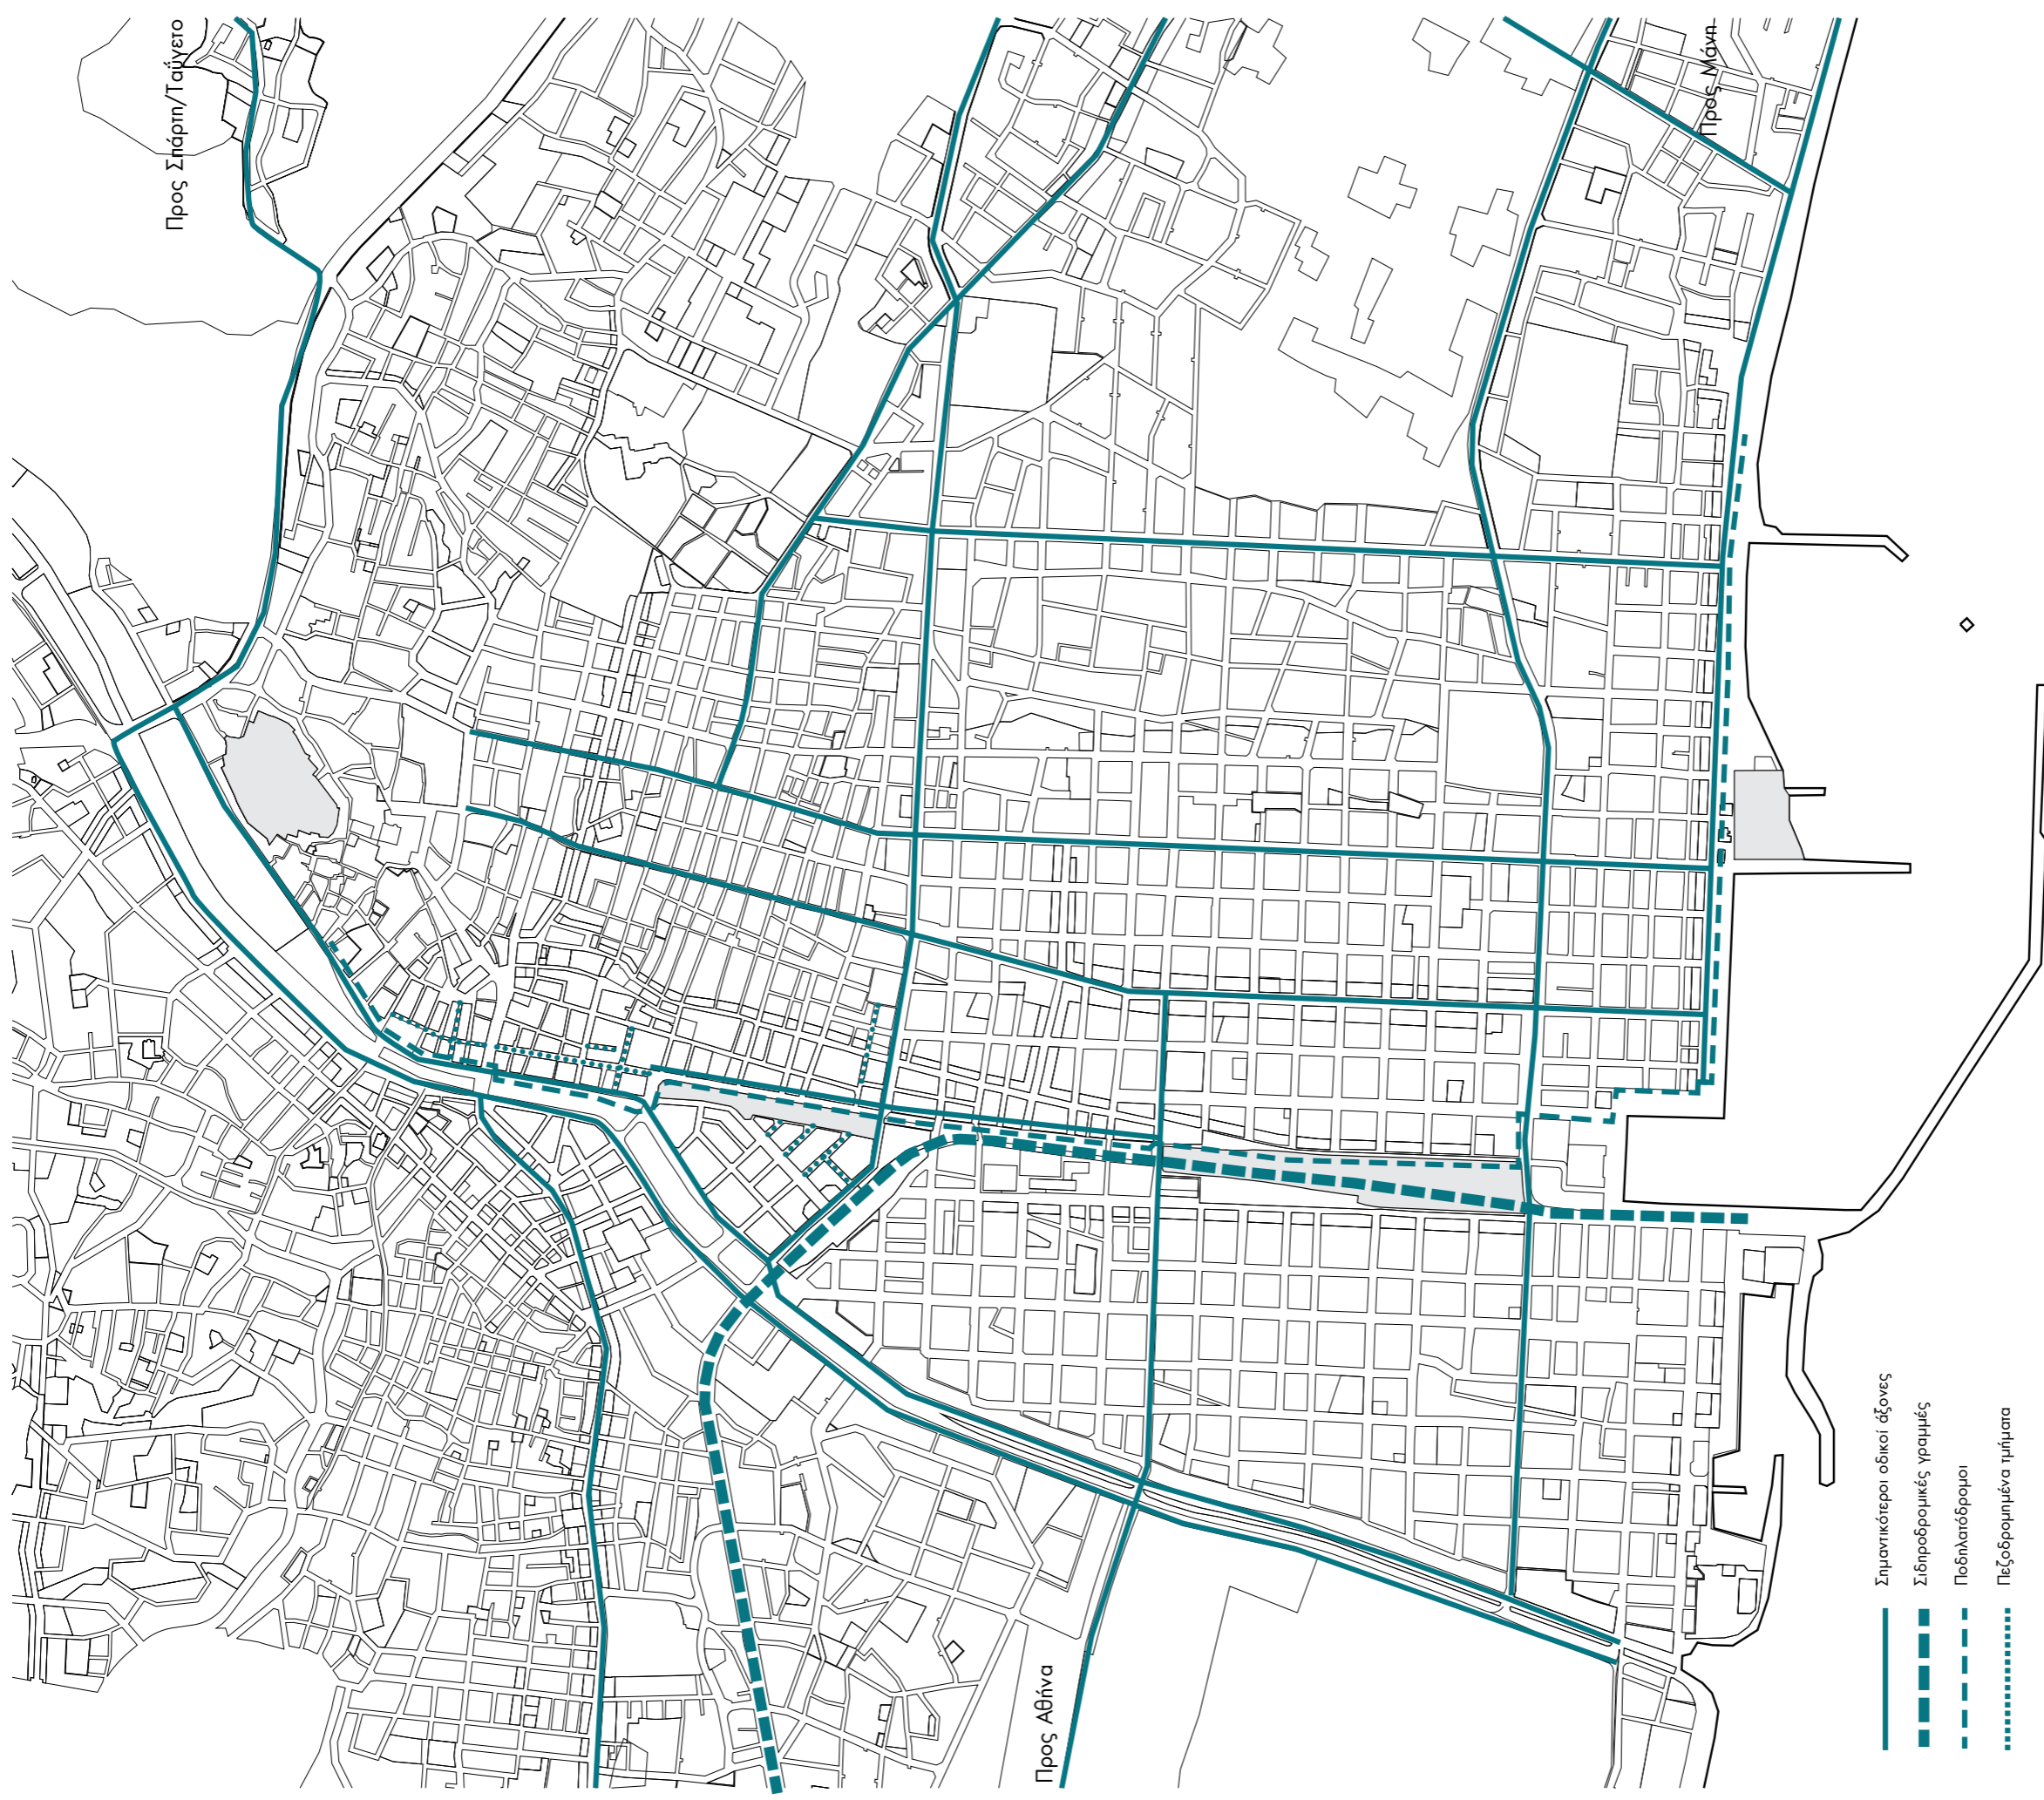 Προς Σπάρτη/Ταΰγετο
Προς Μάνη
Προς Αθήνα
Σημαντικότεροι οδικοί άξονες
Σιδηροδρομικές γραμμές
Ποδηλατόδρομοι
Πεζοδρομημένα τμήματα